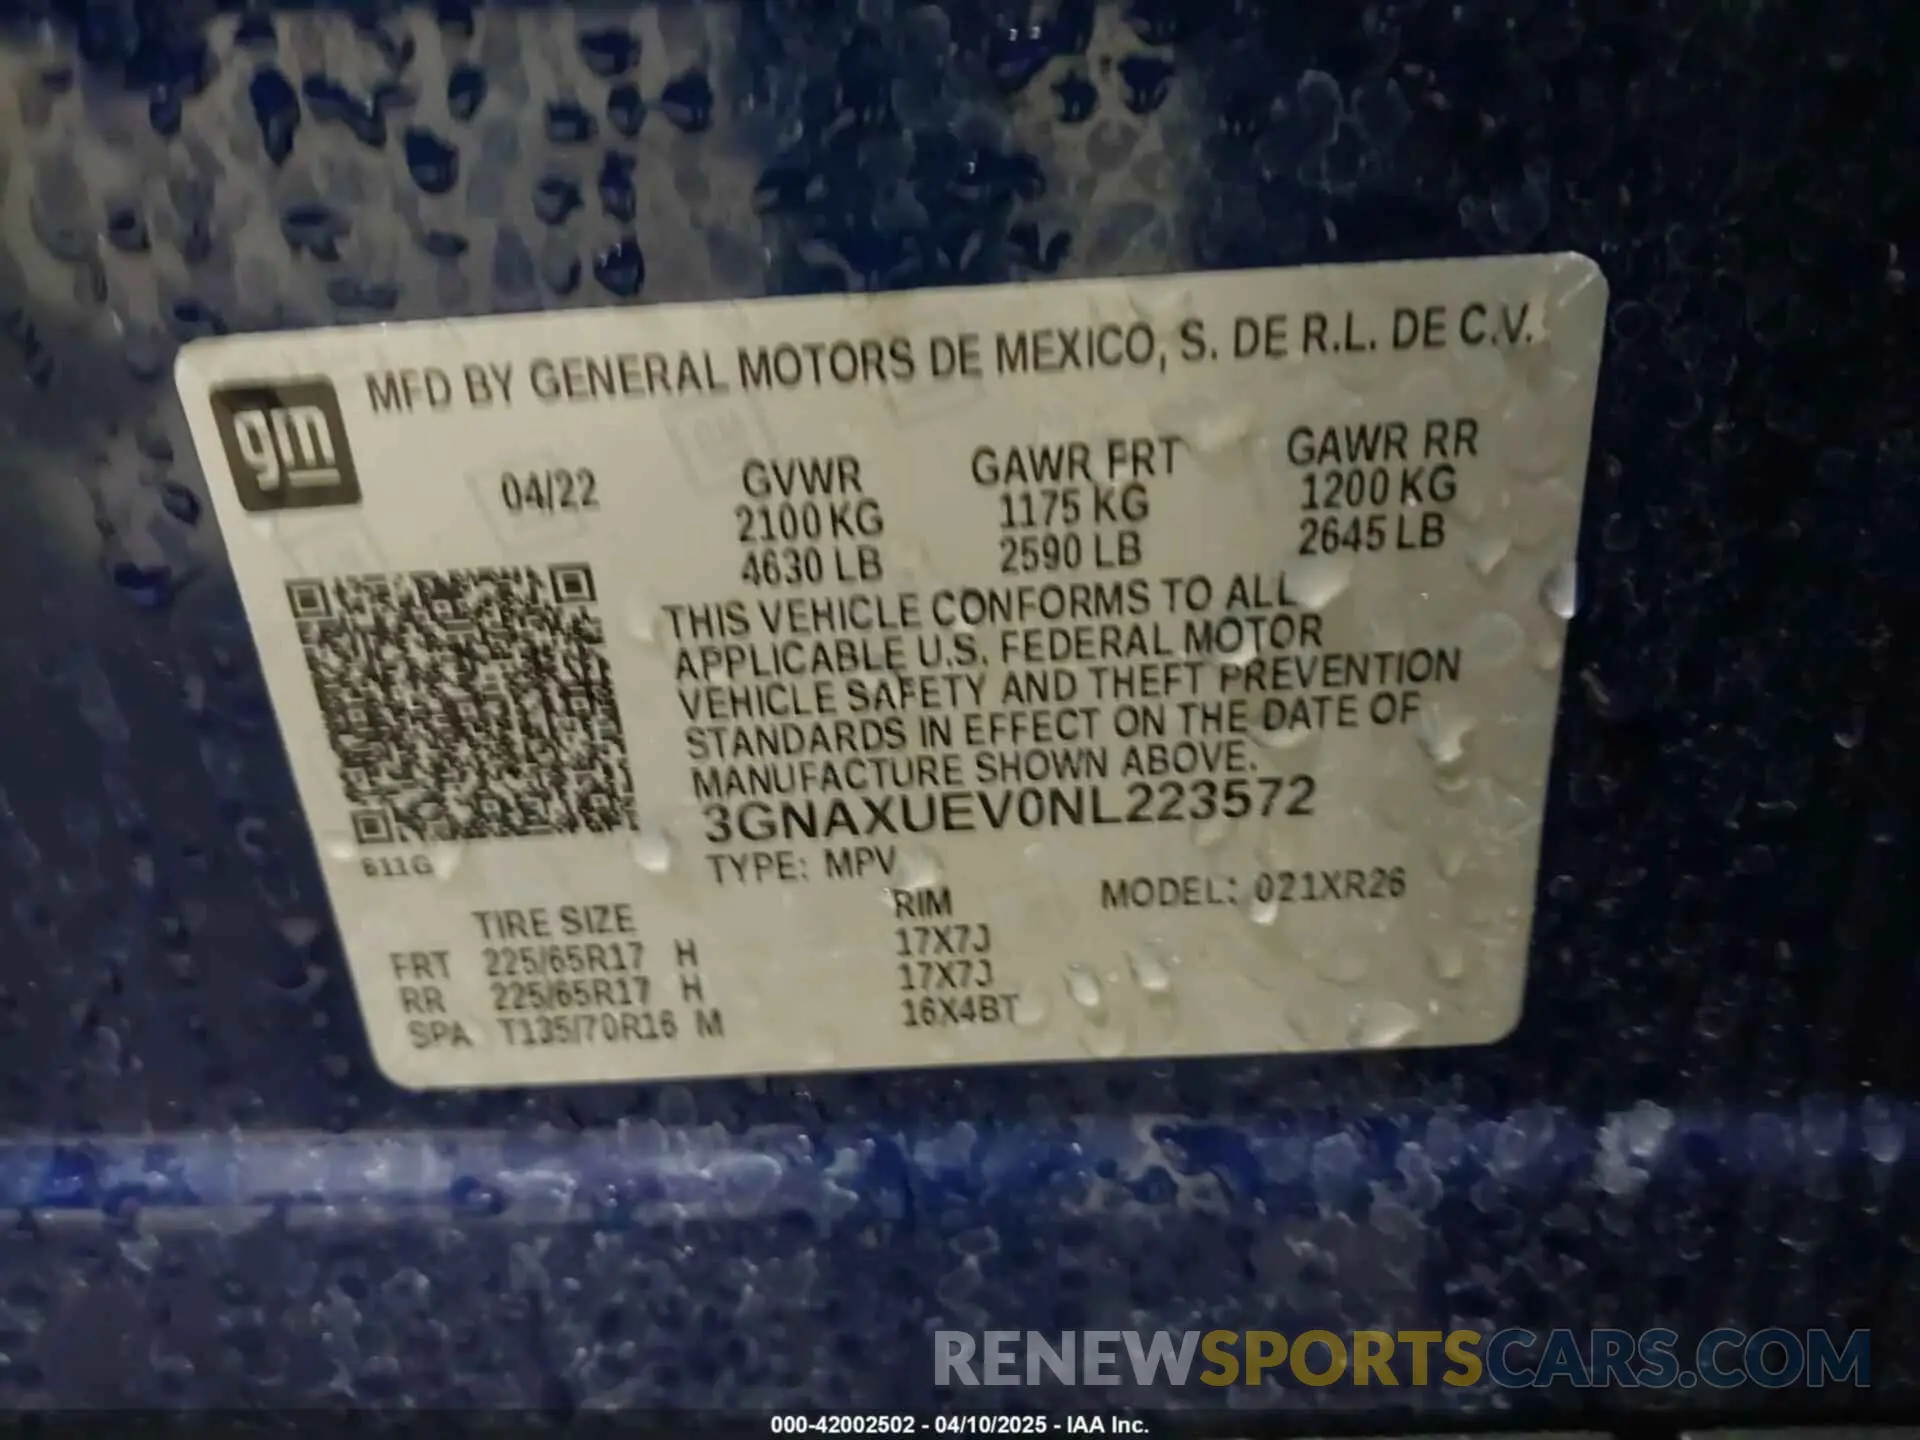 gm
MFD BY GENERAL MOTORS DE MEXICO, S. DE R.L. DE C.V.
04/22
GVWR GAWR FRT GAWR RR
2100 KG 1175 KG 1200 KG
4630 LB 2590 LB 2645 LB
THIS VEHICLE CONFORMS TO ALL
APPLICABLE U.S. FEDERAL MOTOR
VEHICLE SAFETY AND THEFT PREVENTION
STANDARDS IN EFFECT ON THE DATE OF
MANUFACTURE SHOWN ABOVE.
3GNAXUEV0NL223572
611G
TYPE: MPV
MODEL: 021XR26
TIRE SIZE RIM
FRT 225/65R17 H 17X7J
RR 225/65R17 H 17X7J
SPA T135/70R16 M 16X4BT
RENEWSPORTSCARS.COM
000-42002502 - 04/10/2025 - IAA Inc.